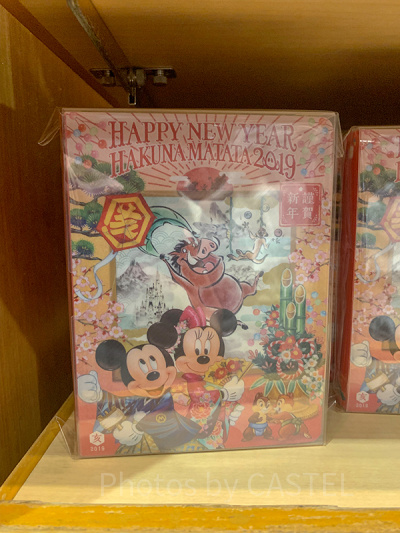 HAPPY NEW YEAR
HAKUNA MATATA 2019
謹賀
新年
亥
2019
Photos by CASTEL